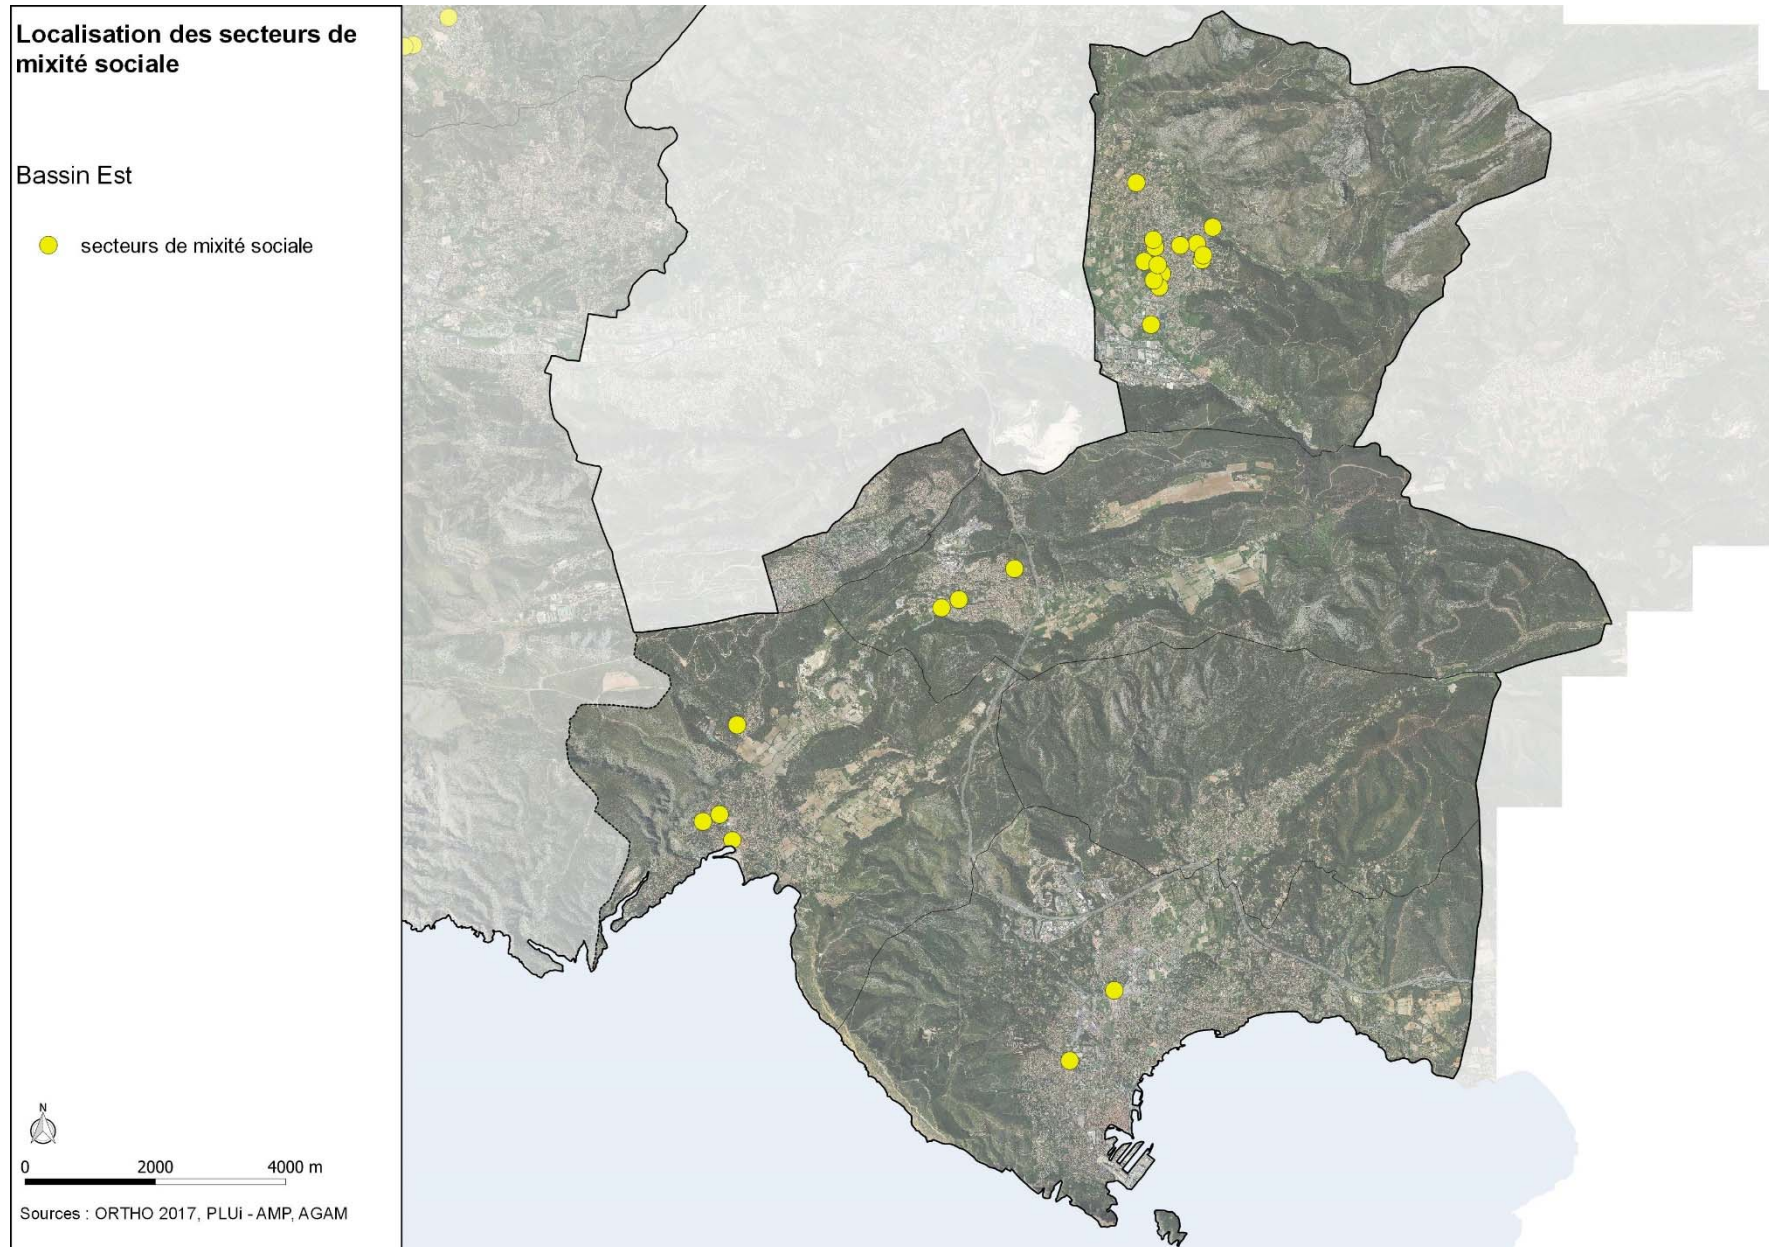 Localisation des secteurs de
mixité sociale
Bassin Est
secteurs de mixité sociale
N
0 2000 4000 m
Sources : ORTHO 2017, PLUi - AMP, AGAM